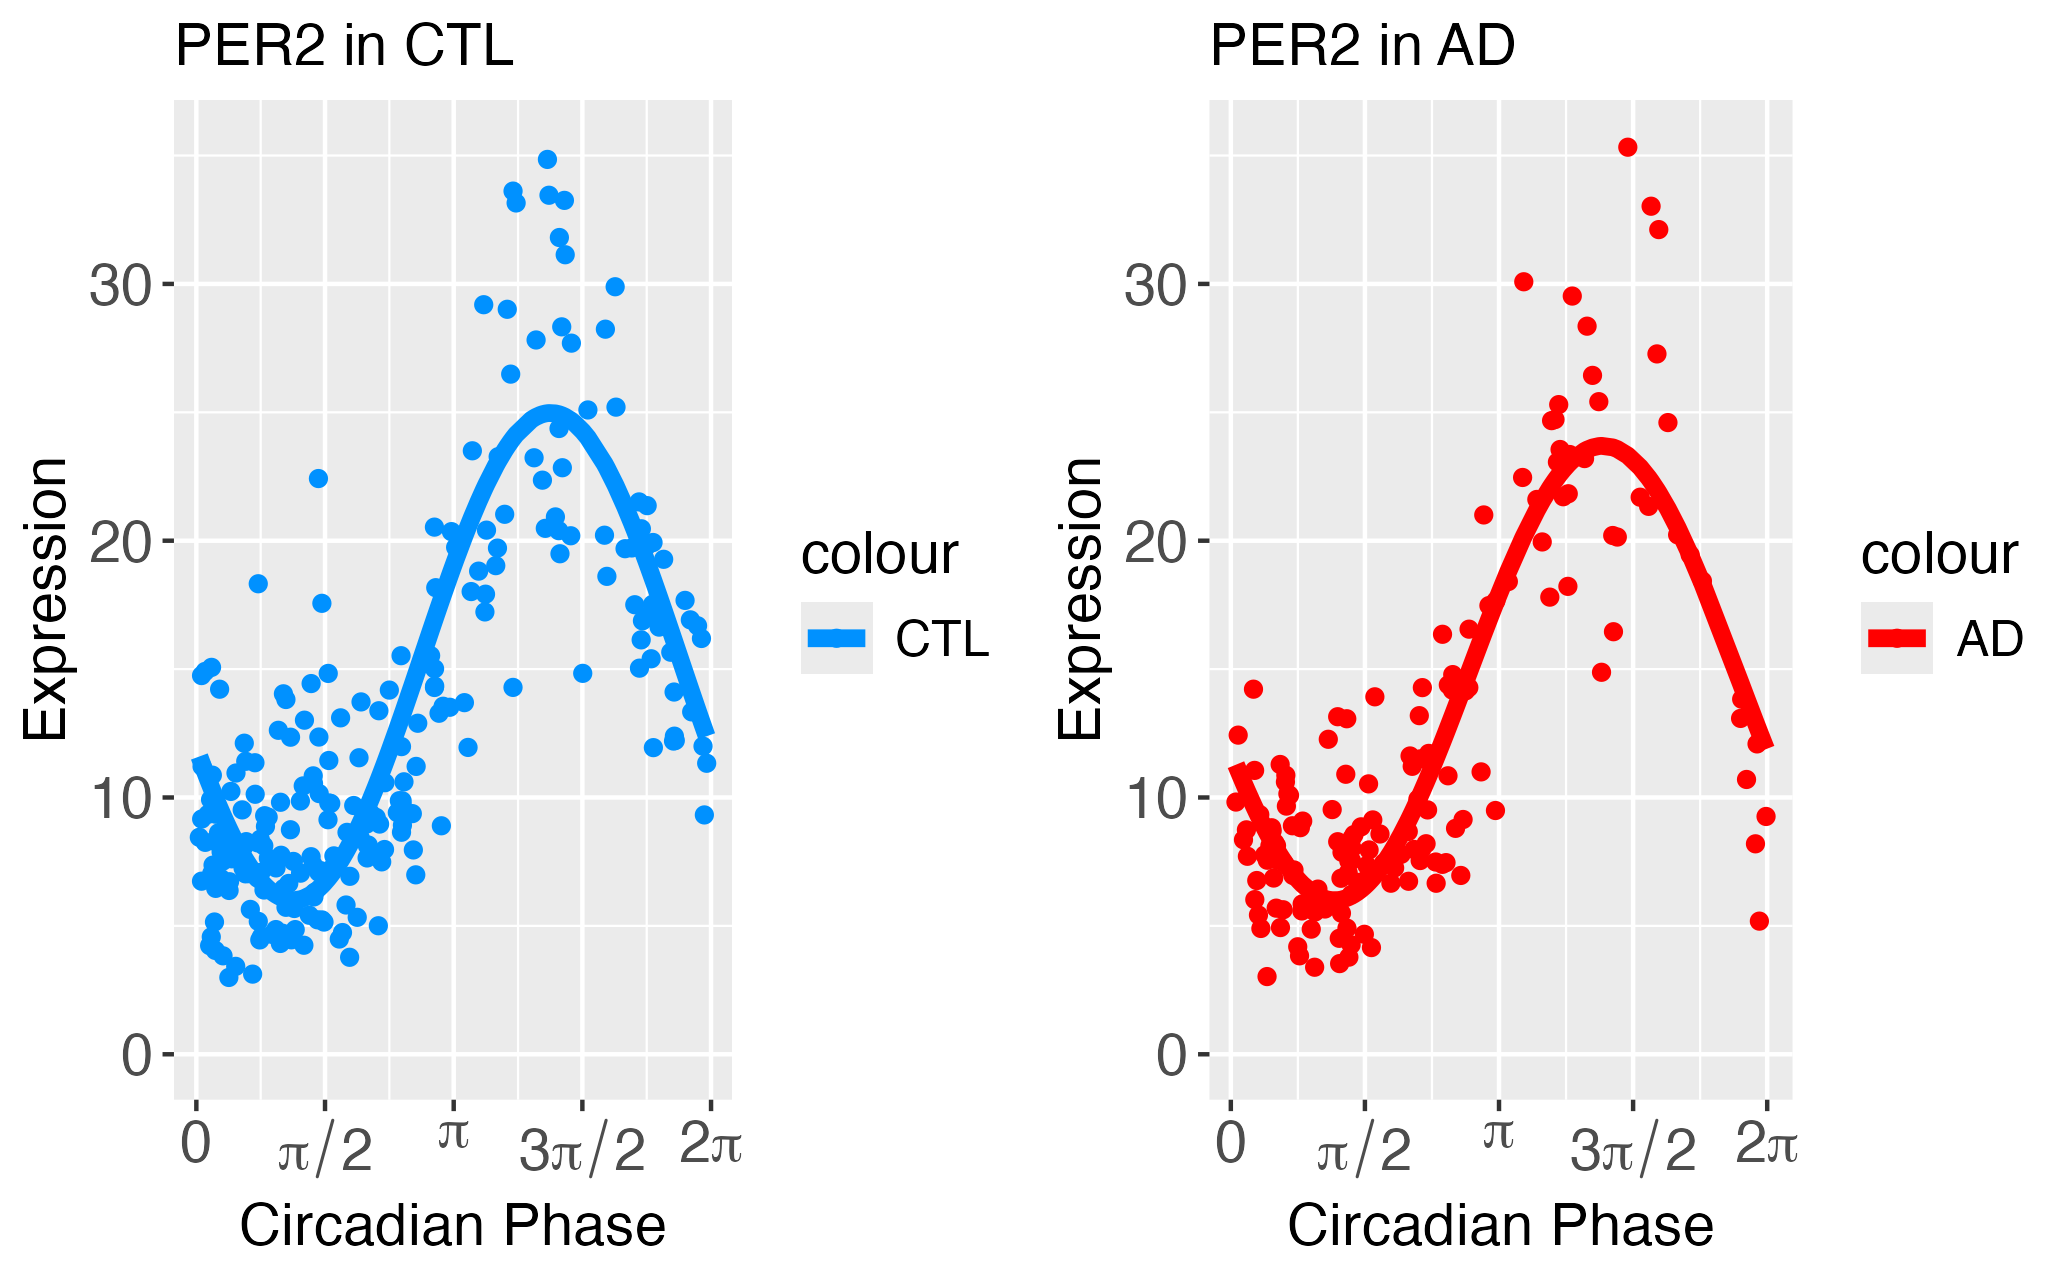 PER2 in CTL
30
20
10
0
Expression
0 π/2 π 3π/2 2π
Circadian Phase
colour
CTL
PER2 in AD
30
20
10
0
Expression
0 π/2 π 3π/2 2π
Circadian Phase
colour
AD